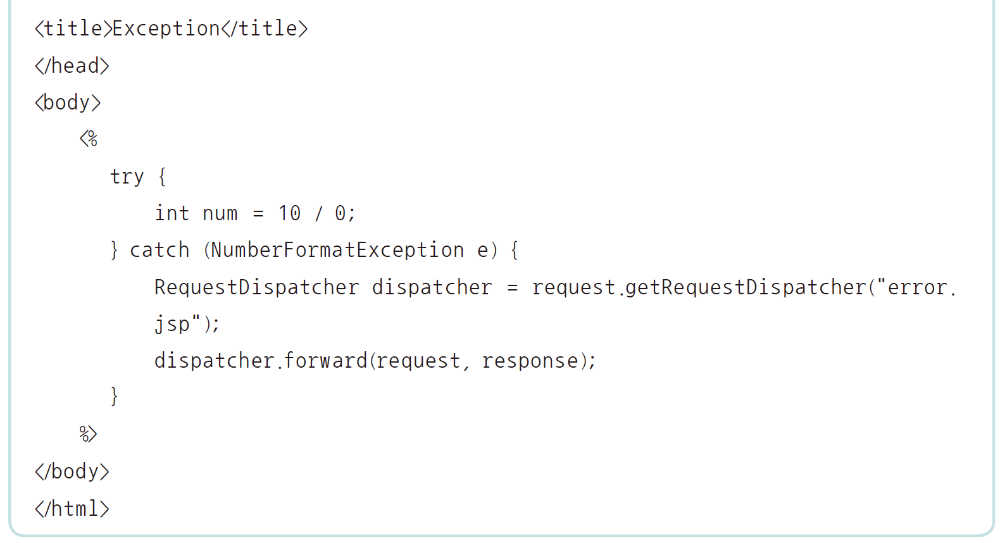 <title>Exception</title>
</head>
<body>
<%
try {
int num = 10 / 0;
} catch (NumberFormatException e) {
RequestDispatcher dispatcher = request.getRequestDispatcher("error.
jsp");
dispatcher.forward(request, response);
}
%>
</body>
</html>